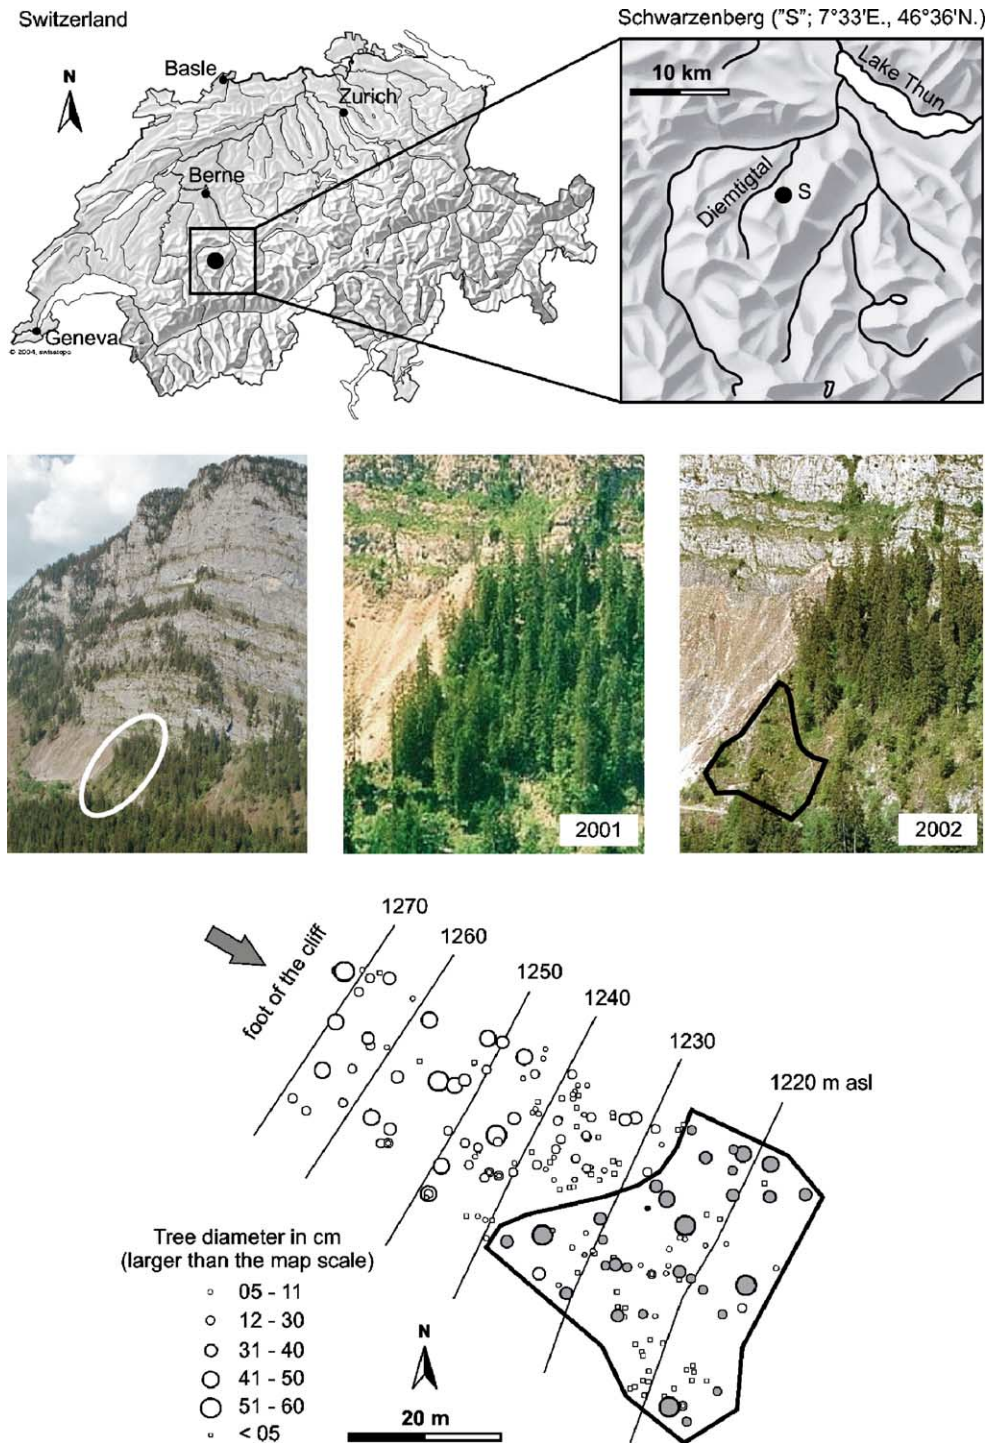 Switzerland
Schwarzenberg ("S"; 7°33'E., 46°36'N.)
N
Basle
Zurich
Berne
Geneva
© 2004, swisstopo
10 km
Lake Thun
Diemtigtal
S
2001
2002
foot of the cliff
1270
1260
1250
1240
1230
1220 m asl
Tree diameter in cm
(larger than the map scale)
05 - 11
12 - 30
31 - 40
41 - 50
51 - 60
< 05
N
20 m